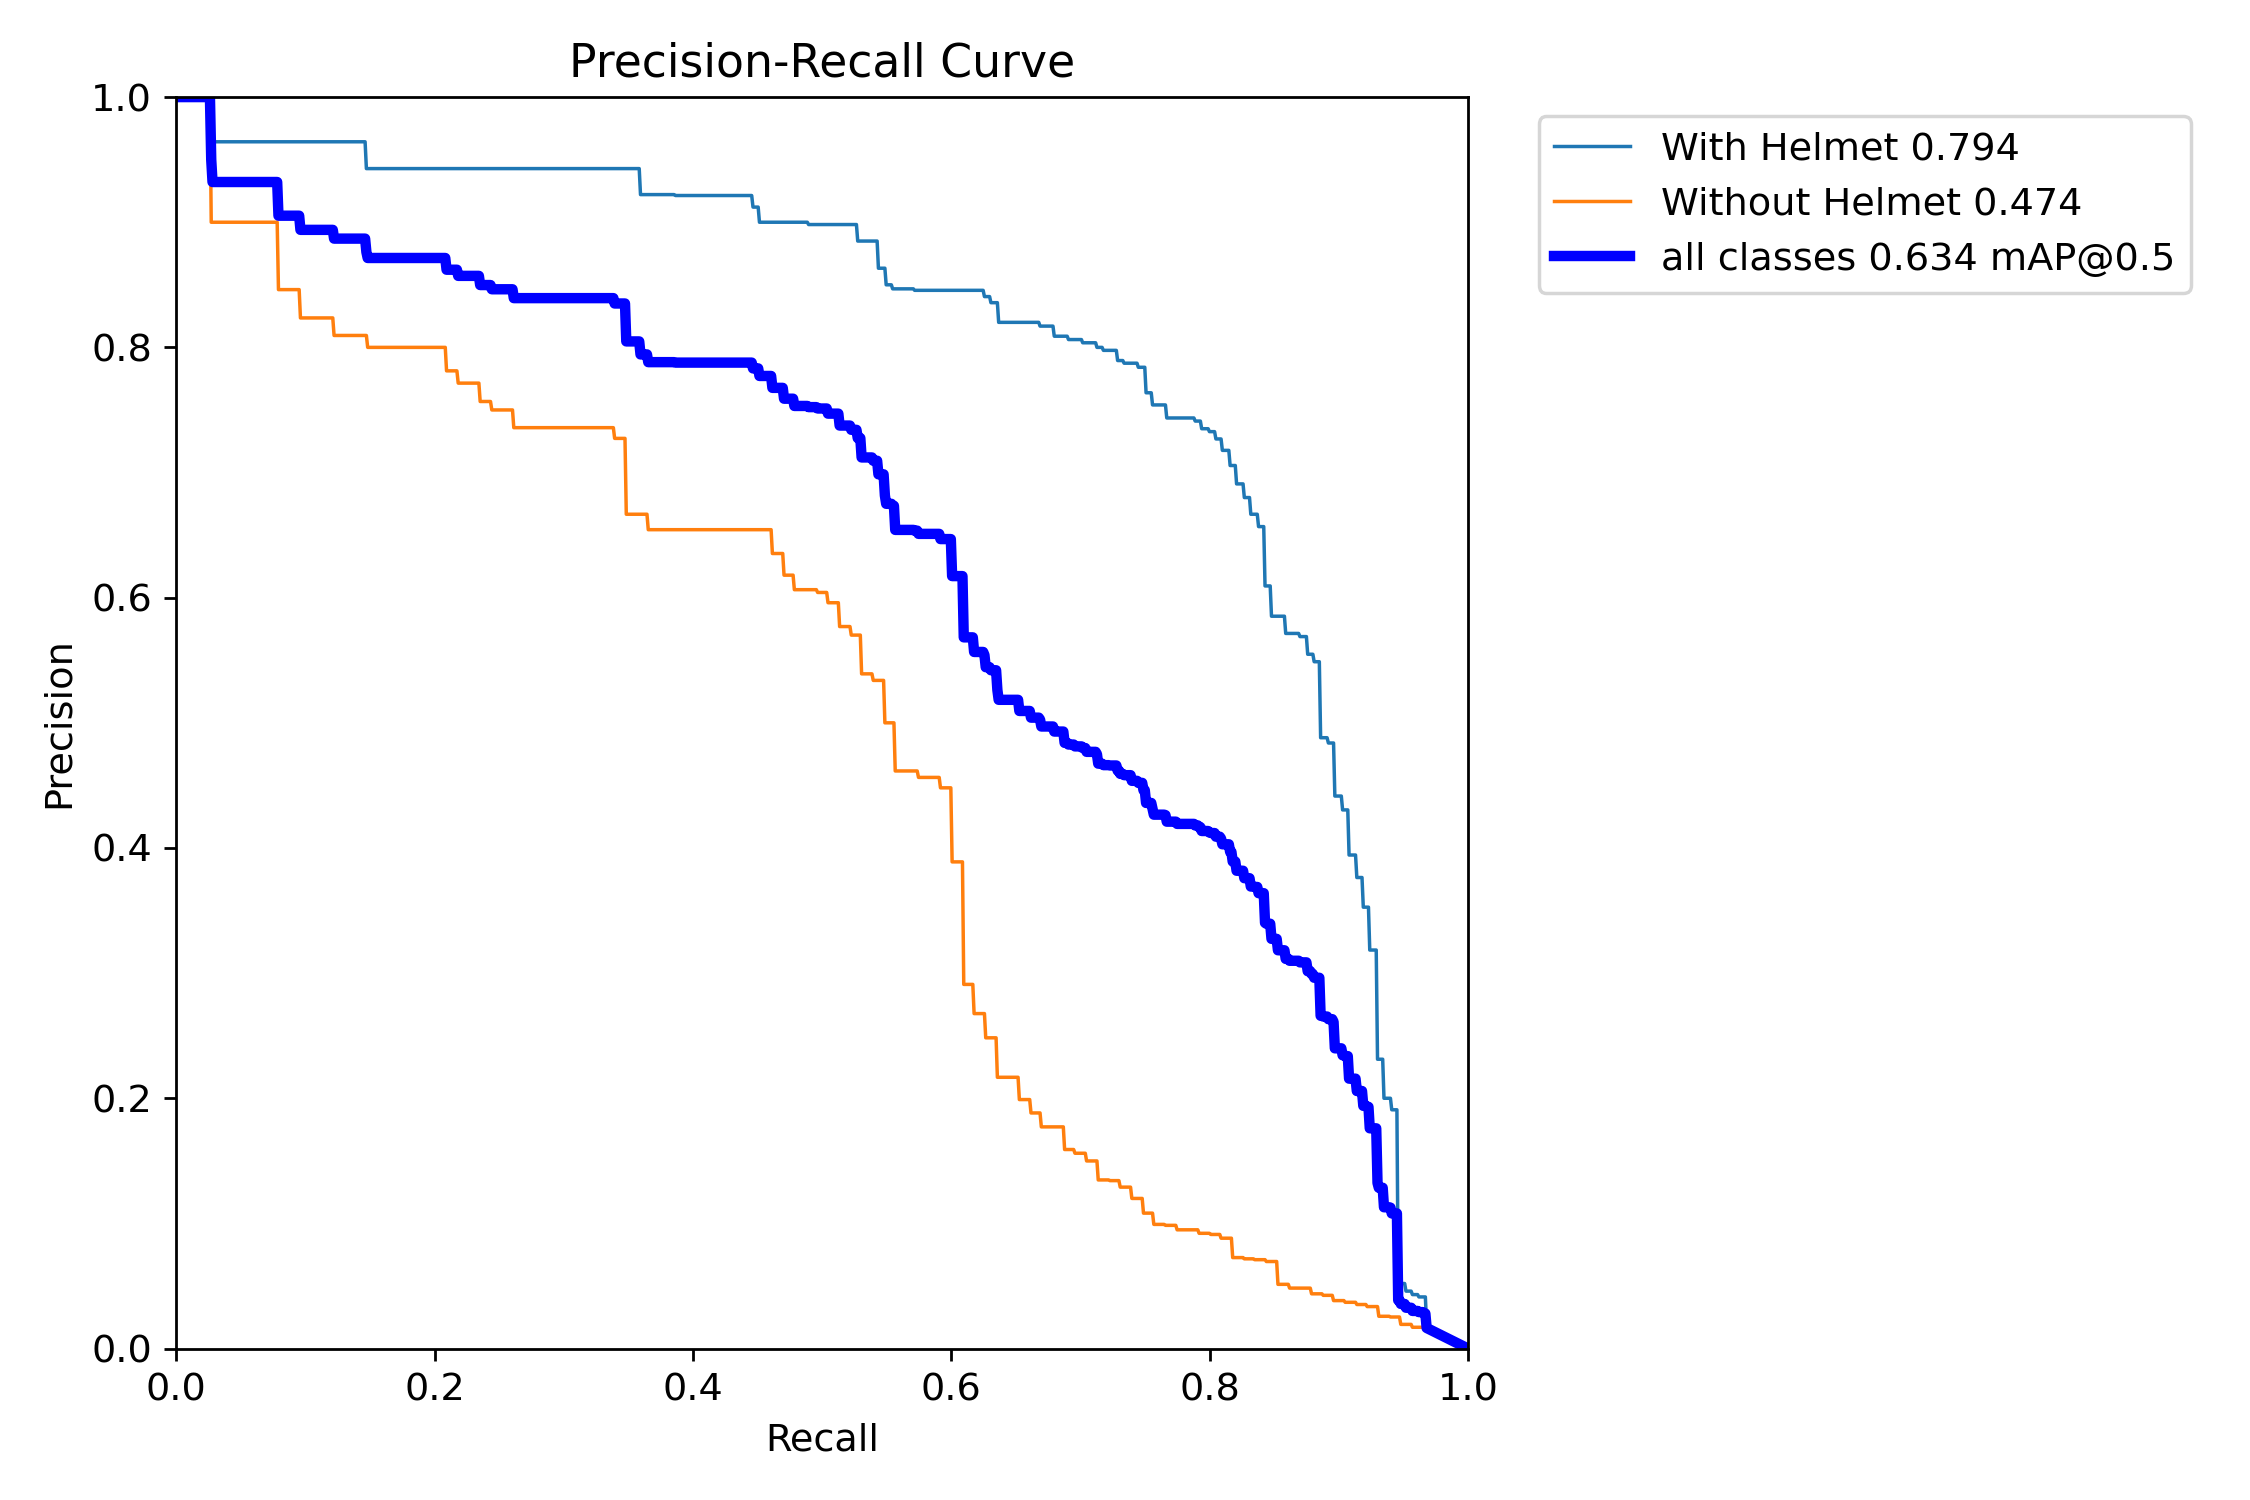 Precision-Recall Curve
1.0
0.8
0.6
0.4
0.2
0.0
Precision
0.0 0.2 0.4 0.6 0.8 1.0
Recall
With Helmet 0.794
Without Helmet 0.474
all classes 0.634 mAP@0.5